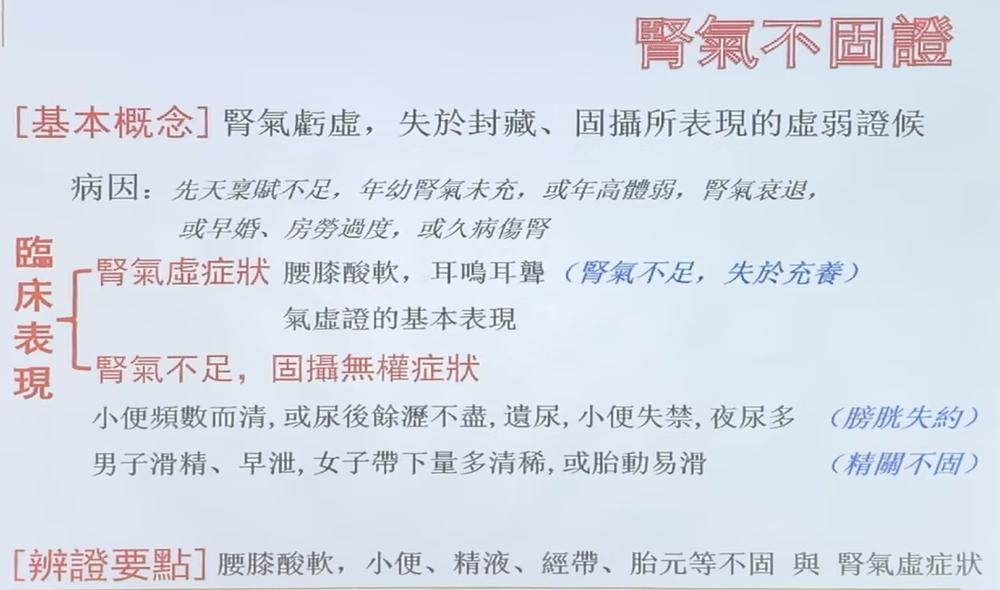 腎氣不固證
[基本概念] 腎氣虧虛，失於封藏、固攝所表現的虛弱證候
病因：先天稟賦不足，年幼腎氣未充，或年高體弱，腎氣衰退，
或早婚、房勞過度，或久病傷腎
臨床表現
腎氣虛症狀 腰膝酸軟，耳鳴耳聾（腎氣不足，失於充養）
氣虛證的基本表現
腎氣不足，固攝無權症狀
小便頻數而清,或尿後餘瀝不盡,遺尿,小便失禁,夜尿多 （膀胱失約）
男子滑精、早泄,女子帶下量多清稀,或胎動易滑 （精關不固）
[辨證要點] 腰膝酸軟，小便、精液、經帶、胎元等不固 與 腎氣虛症狀